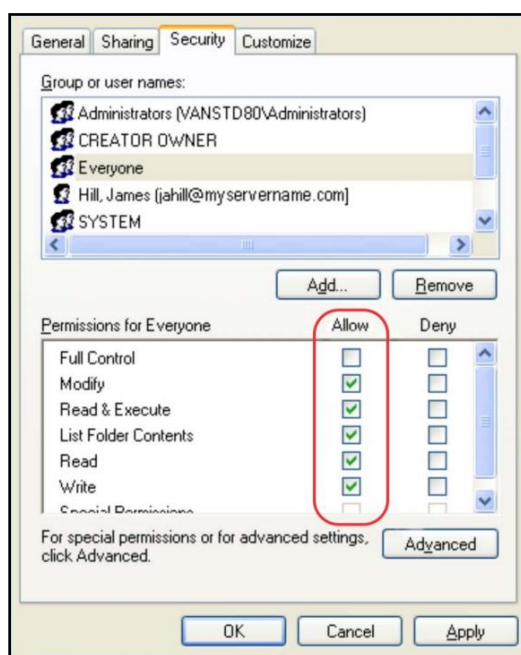 General Sharing Security Customize
Group or user names:
Administrators (VANSTD80\Administrators)
CREATOR OWNER
Everyone
Hill, James (jahill@myservername.com]
SYSTEM
Add... Remove
Permissions for Everyone Allow Deny
Full Control
Modify
Read & Execute
List Folder Contents
Read
Write
Special Permissions
For special permissions or for advanced settings,
click Advanced.
Advanced
OK Cancel Apply